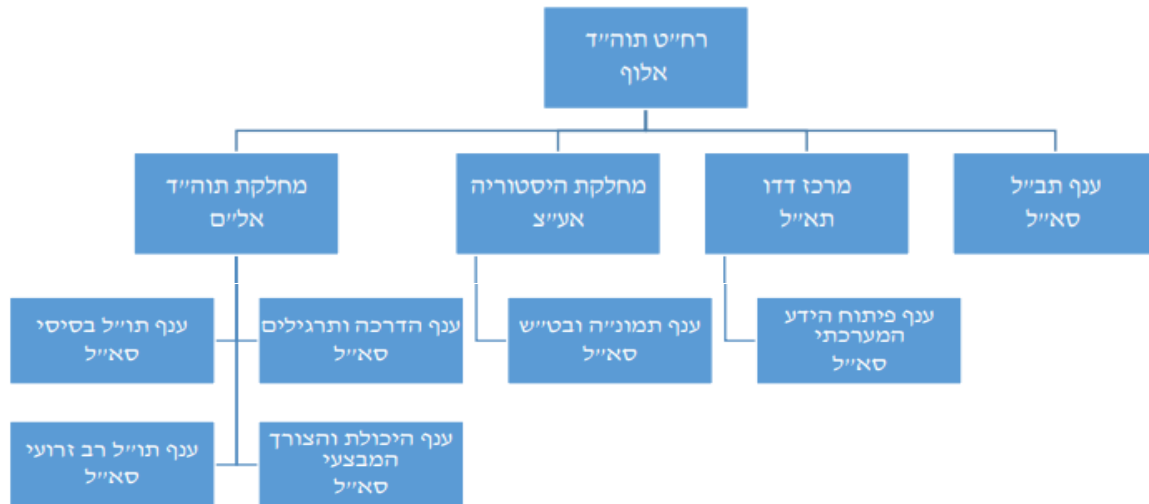 רח״ט תוה״ד
אלוף
ענף תב״ל
סא״ל
מרכז דדו
תא״ל
מחלקת היסטוריה
אע״צ
מחלקת תוה״ד
אל״ם
ענף פיתוח הידע
המערכתי
סא״ל
ענף תמונ״ה ובט״ש
סא״ל
ענף הדרכה ותרגילים
סא״ל
ענף תו״ל בסיסי
סא״ל
ענף היכולת והצורך
המבצעי
סא״ל
ענף תו״ל רב זרועי
סא״ל